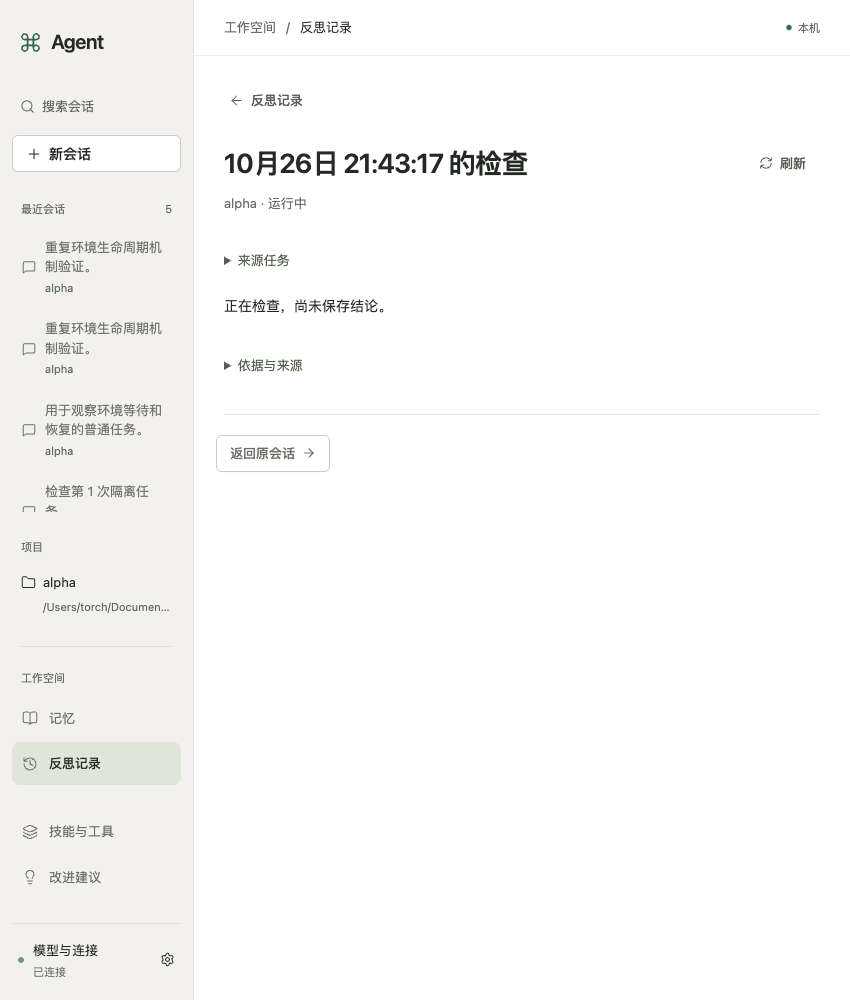 Agent
搜索会话
新会话
最近会话 5
重复环境生命周期机
制验证。
alpha
重复环境生命周期机
制验证。
alpha
用于观察环境等待和
恢复的普通任务。
alpha
检查第 1 次隔离任
务。
项目
alpha
/Users/torch/Documen...
工作空间
记忆
反思记录
技能与工具
改进建议
模型与连接
已连接
工作空间 / 反思记录
本机
反思记录
10月26日 21:43:17 的检查
刷新
alpha · 运行中
来源任务
正在检查，尚未保存结论。
依据与来源
返回原会话